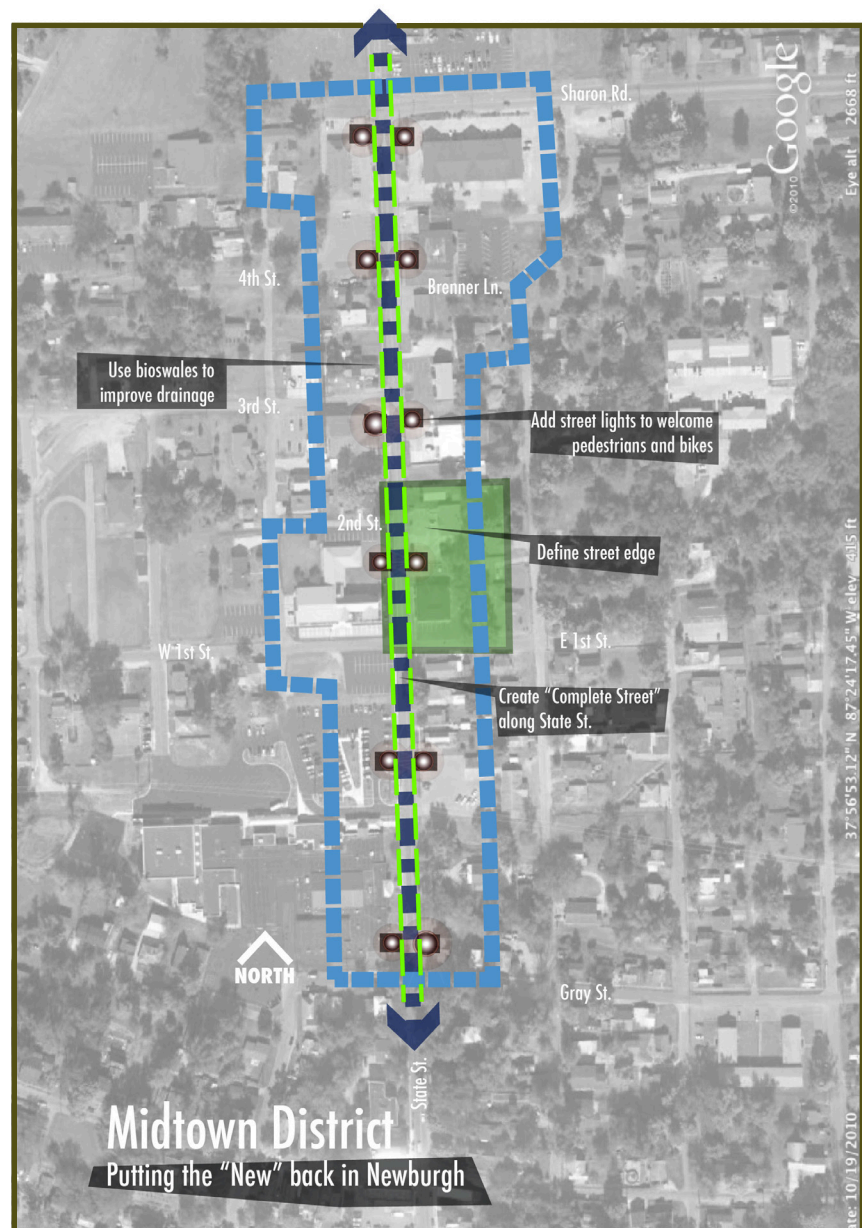 Sharon Rd.
©2010 Google
Eye alt 2668 ft
4th St.
Brenner Ln.
Use bioswales to
improve drainage
3rd St.
Add street lights to welcome
pedestrians and bikes
2nd St.
Define street edge
W 1st St.
E 1st St.
Create “Complete Street”
along State St.
37°56'53.12" N 87°24'17.45" W elev 415 ft
NORTH
Gray St.
State St.
Midtown District
Putting the “New” back in Newburgh
10/19/2010